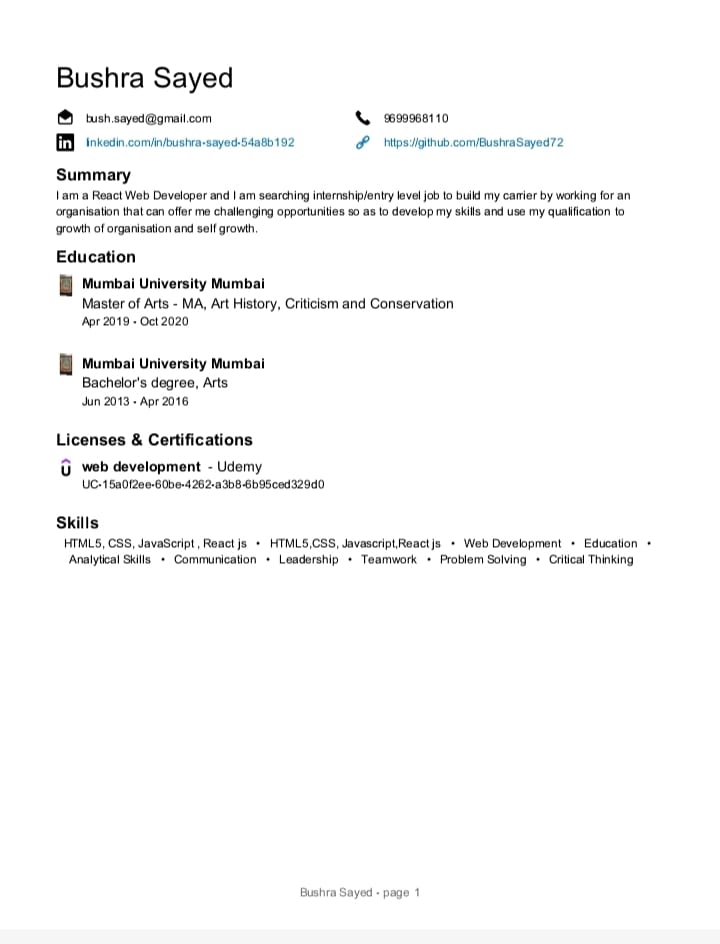 Bushra Sayed
bush.sayed@gmail.com
9699968110
in
linkedin.com/in/bushra-sayed-54a8b192
https://github.com/BushraSayed72
Summary
I am a React Web Developer and I am searching internship/entry level job to build my carrier by working for an
organisation that can offer me challenging opportunities so as to develop my skills and use my qualification to
growth of organisation and self growth.
Education
Mumbai University Mumbai
Master of Arts - MA, Art History, Criticism and Conservation
Apr 2019 - Oct 2020
Mumbai University Mumbai
Bachelor's degree, Arts
Jun 2013 - Apr 2016
Licenses & Certifications
web development - Udemy
UC-15a0f2ee-60be-4262-a3b8-6b95ced329d0
Skills
HTML5, CSS, JavaScript , React js • HTML5,CSS, Javascript,React js • Web Development • Education •
Analytical Skills • Communication • Leadership • Teamwork • Problem Solving • Critical Thinking
Bushra Sayed - page 1